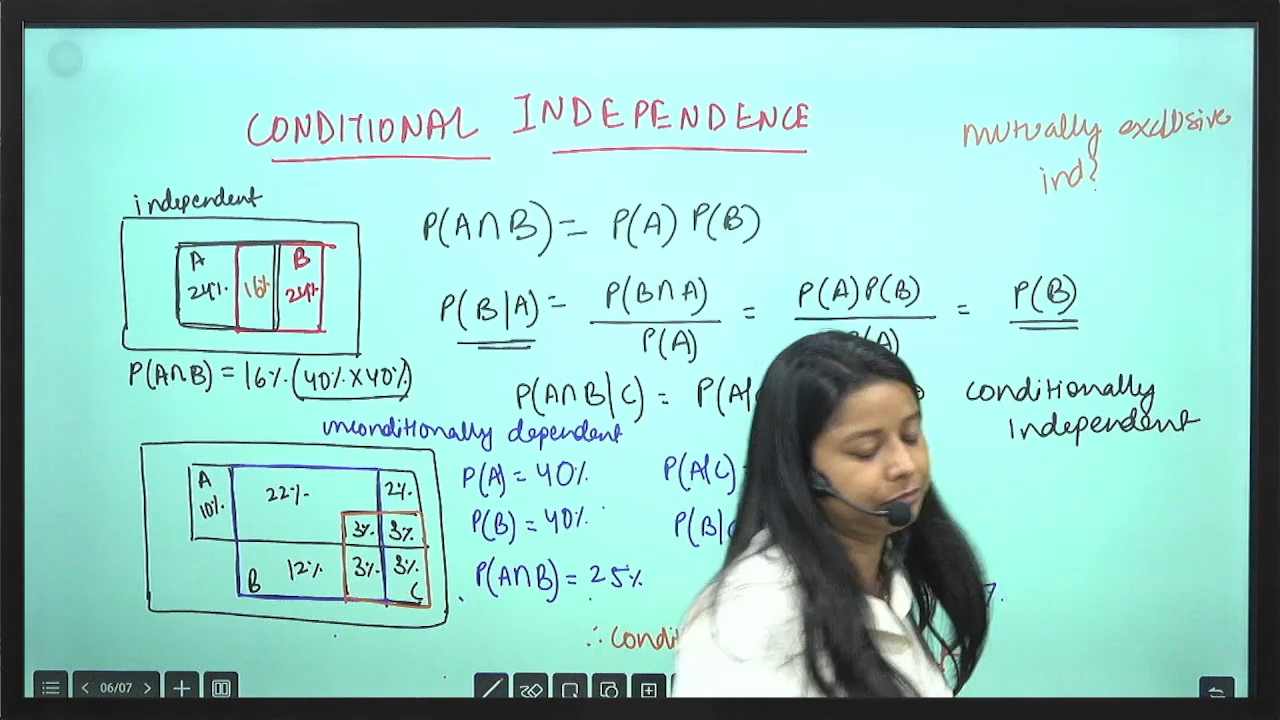 CONDITIONAL INDEPENDENCE
mutually exclusive
ind?
independent
A
24%
16%
B
24%
P(A∩B) = 16% (40% x 40%)
P(A∩B) = P(A) P(B)
P(B|A) = P(B∩A) / P(A) = P(A)P(B) / P(A) = P(B)
P(A∩B|C) = P(A|
conditionally
independent
unconditionally dependent
A
10%
22%
2%
3%
3%
B
12%
3%
3%
C
P(A) = 40%
P(B) = 40%
P(A∩B) = 25%
P(A|C)
P(B|
∴ condi
06/07